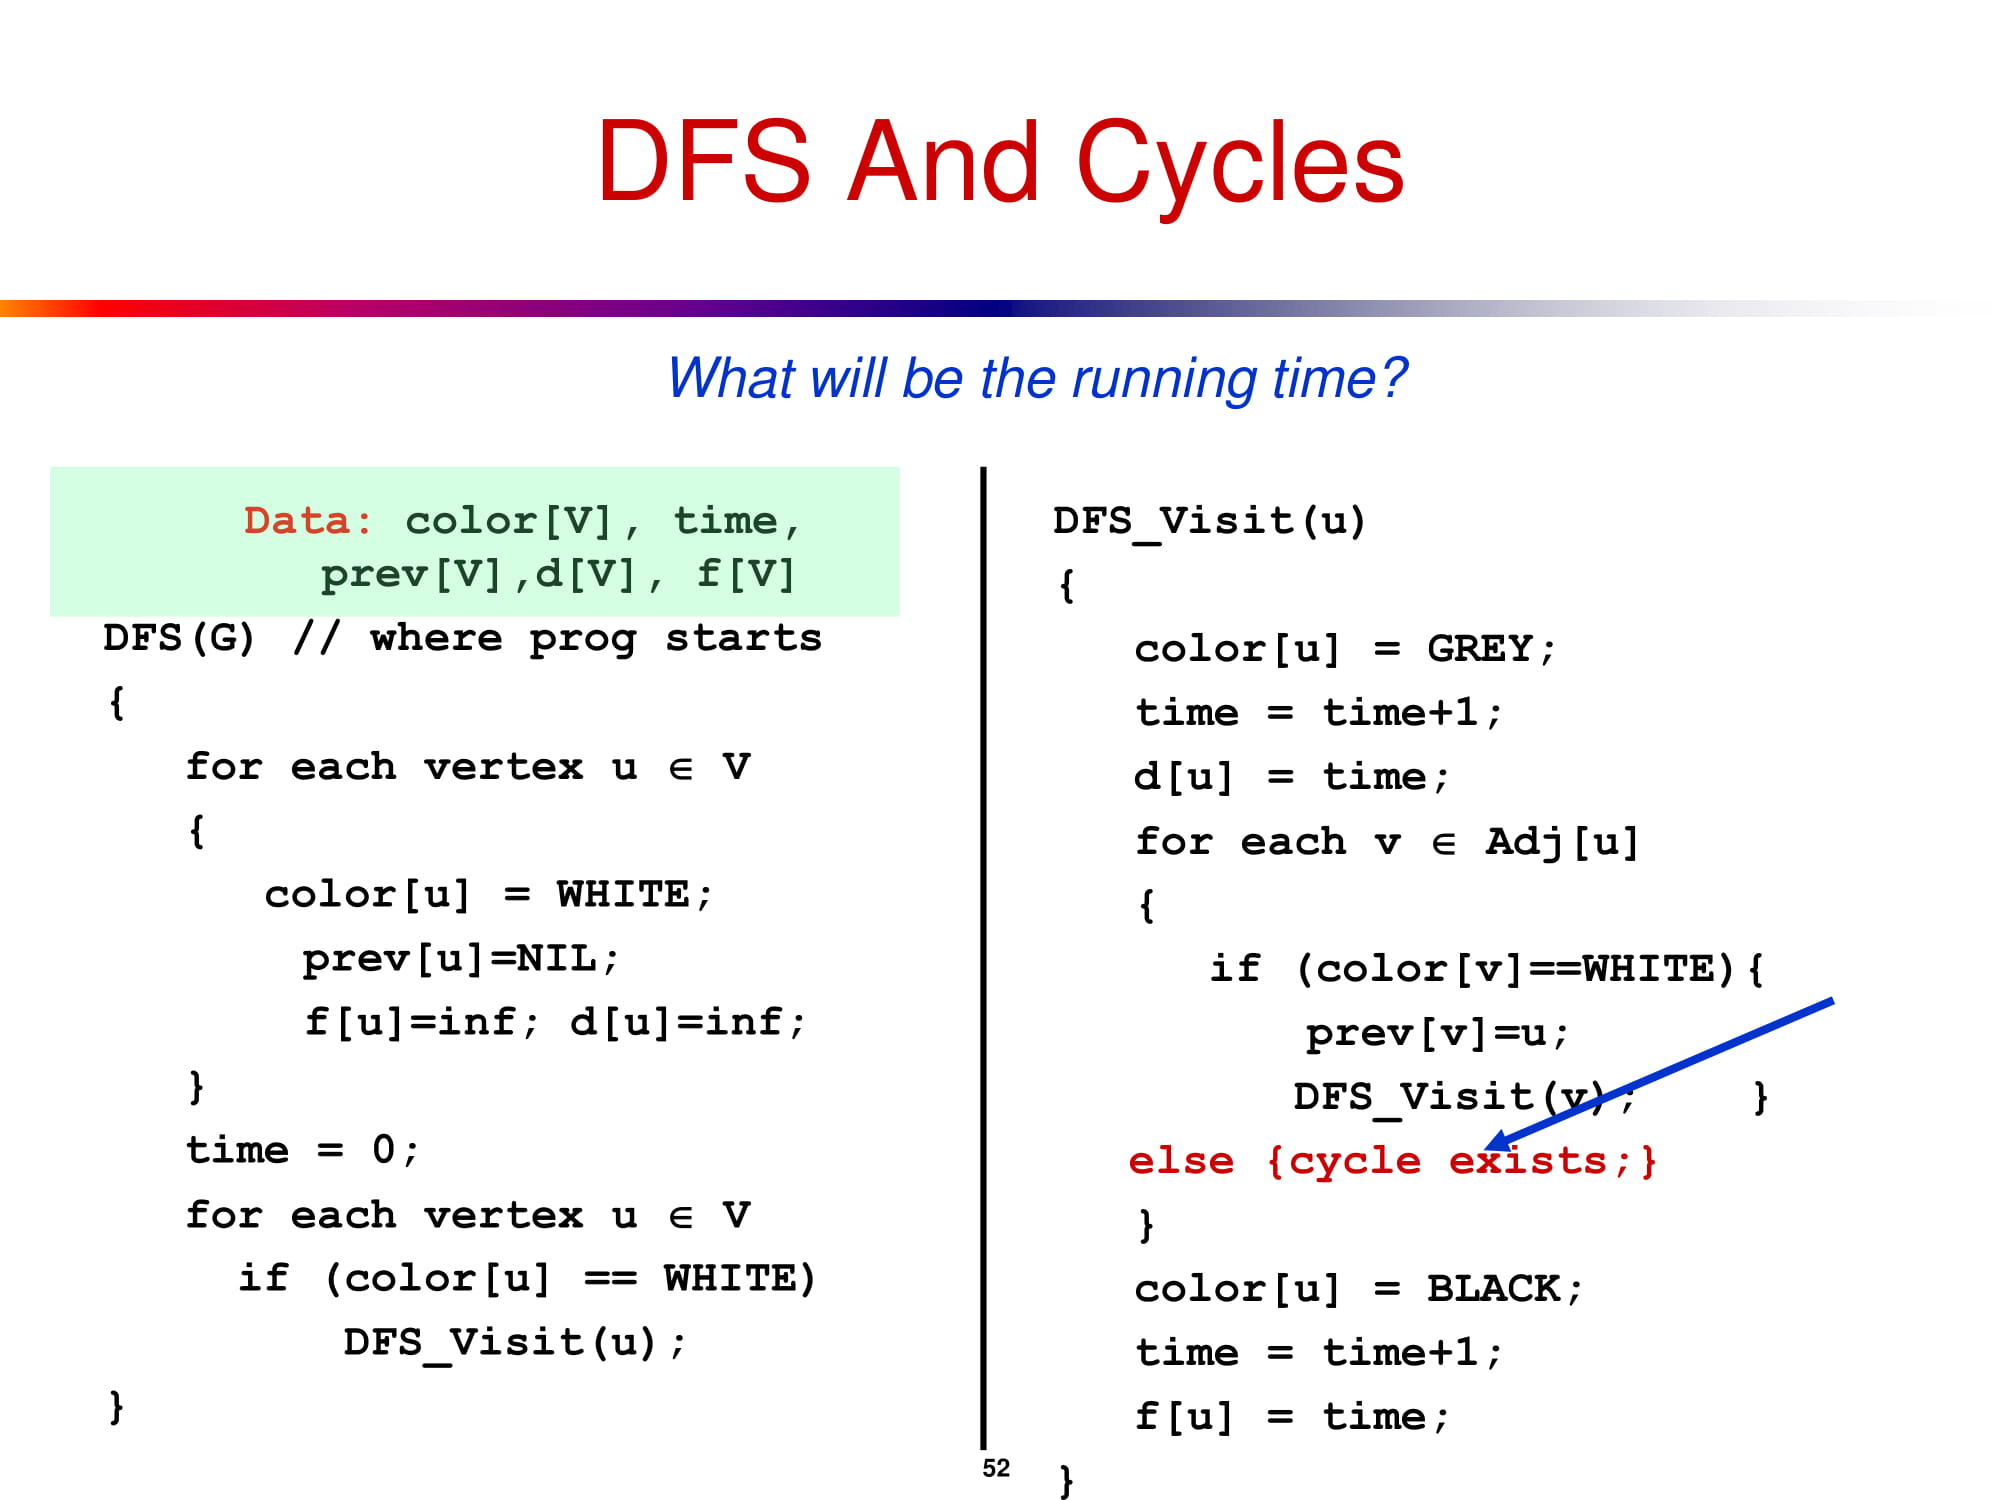 DFS And Cycles
What will be the running time?
Data: color[V], time,
prev[V],d[V], f[V]
DFS(G) // where prog starts
{
for each vertex u ∈ V
{
color[u] = WHITE;
prev[u]=NIL;
f[u]=inf; d[u]=inf;
}
time = 0;
for each vertex u ∈ V
if (color[u] == WHITE)
DFS_Visit(u);
}
DFS_Visit(u)
{
color[u] = GREY;
time = time+1;
d[u] = time;
for each v ∈ Adj[u]
{
if (color[v]==WHITE){
prev[v]=u;
DFS_Visit(v); }
else {cycle exists;}
}
color[u] = BLACK;
time = time+1;
f[u] = time;
}
52